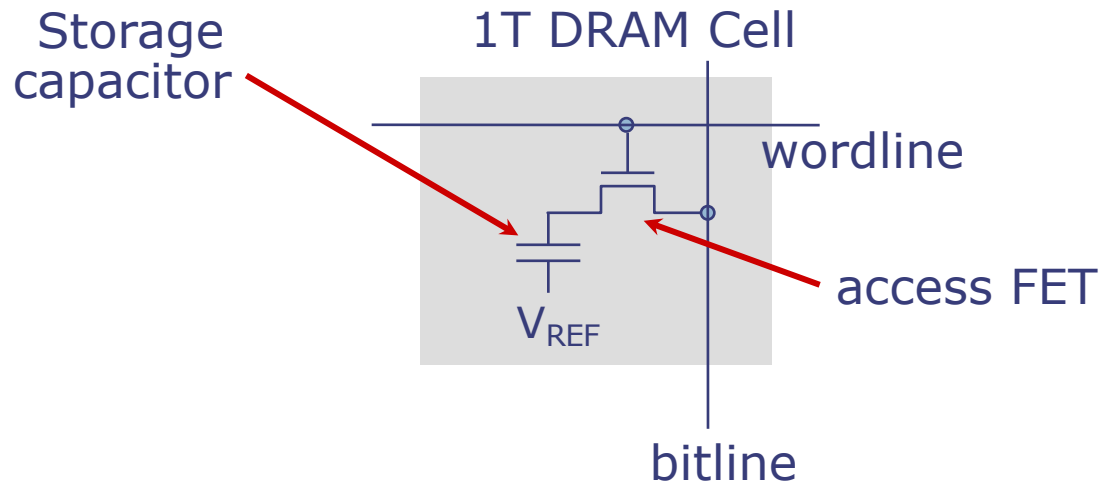 1T DRAM Cell
Storage
capacitor
wordline
access FET
VREF
bitline